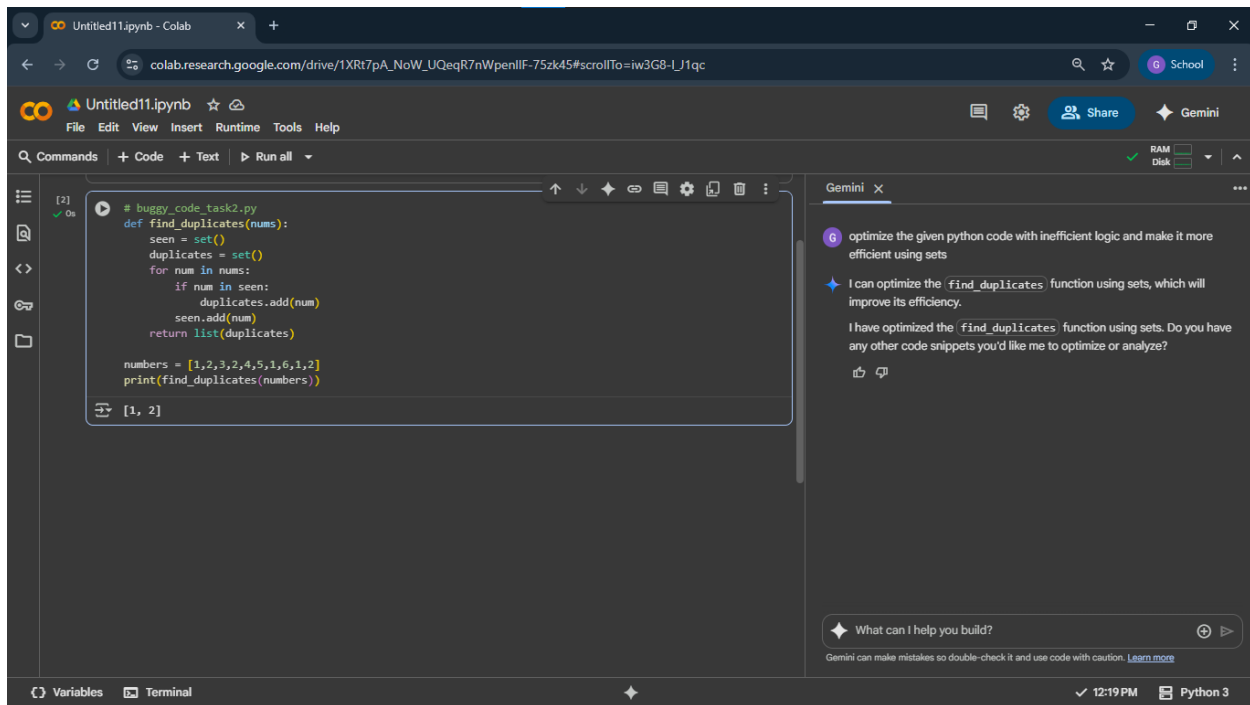 Untitled11.ipynb - Colab
colab.research.google.com/drive/1XRt7pA_NoW_UQeqR7nWpenIIF-75zk45#scrollTo=iw3G8-I_J1qc
G School
Untitled11.ipynb
File Edit View Insert Runtime Tools Help
Share
Gemini
Commands + Code + Text Run all
RAM
Disk
[2]
0s
# buggy_code_task2.py
def find_duplicates(nums):
    seen = set()
    duplicates = set()
    for num in nums:
        if num in seen:
            duplicates.add(num)
        seen.add(num)
    return list(duplicates)
numbers = [1,2,3,2,4,5,1,6,1,2]
print(find_duplicates(numbers))
[1, 2]
Gemini
G optimize the given python code with inefficient logic and make it more
efficient using sets
I can optimize the find_duplicates function using sets, which will
improve its efficiency.
I have optimized the find_duplicates function using sets. Do you have
any other code snippets you'd like me to optimize or analyze?
What can I help you build?
Gemini can make mistakes so double-check it and use code with caution. Learn more
{} Variables Terminal
12:19 PM Python 3